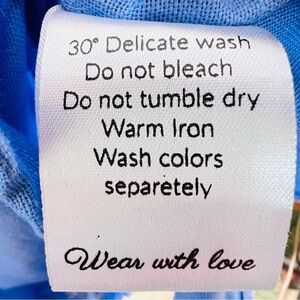 30° Delicate wash
Do not bleach
Do not tumble dry
Warm Iron
Wash colors
separetely
Wear with love